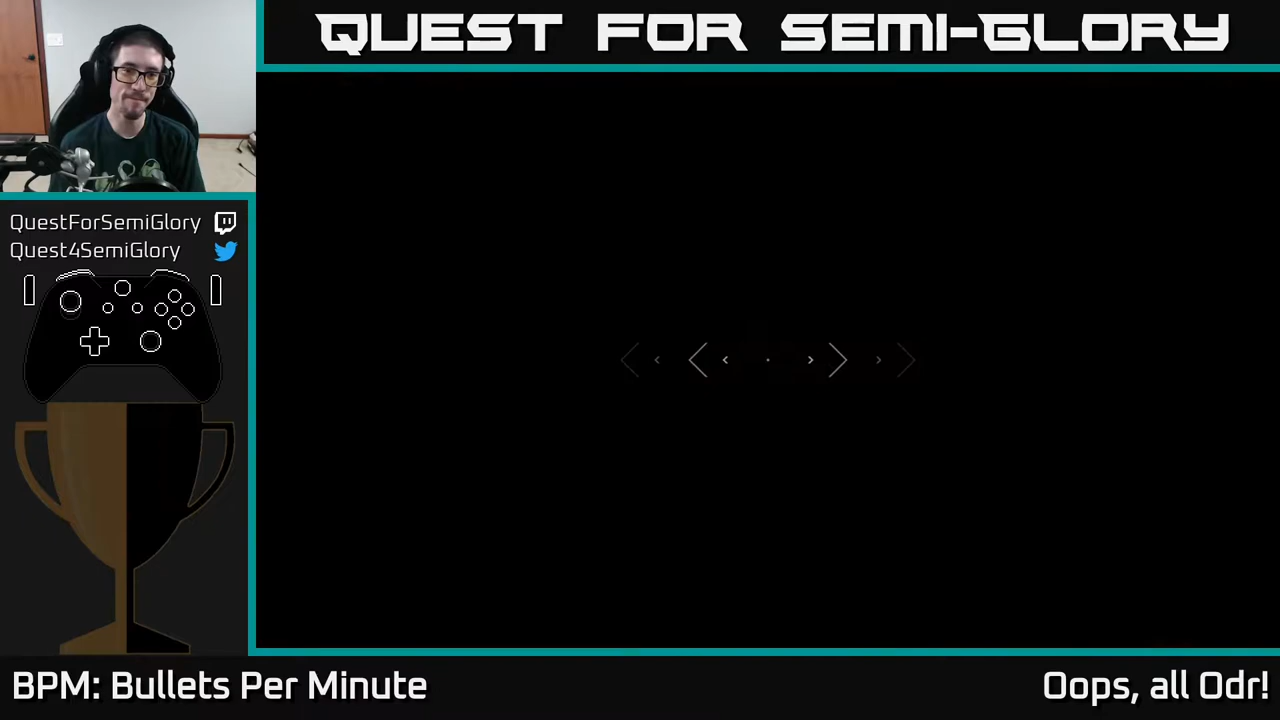 QUEST FOR SEMI-GLORY
QuestForSemiGlory
Quest4SemiGlory
BPM: Bullets Per Minute
Oops, all Odr!